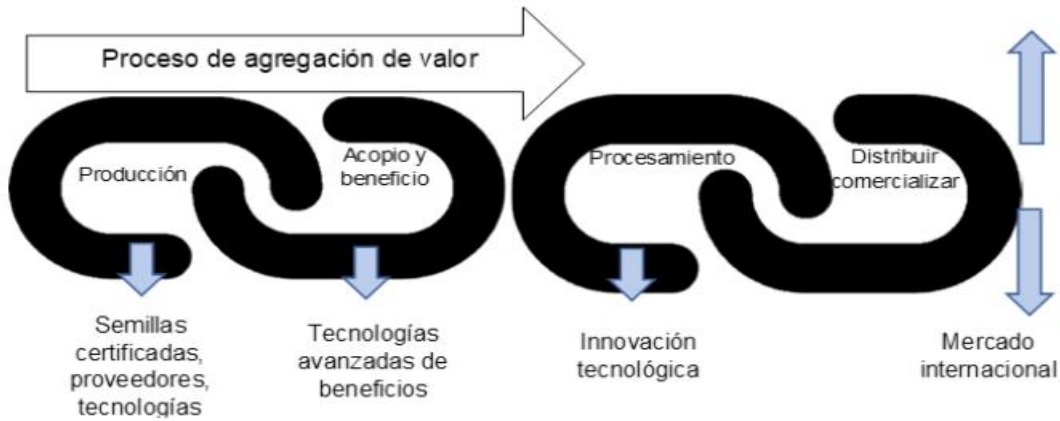 Proceso de agregación de valor
Producción
Acopio y
beneficio
Procesamiento
Distribuir
comercializar
Semillas
certificadas,
proveedores,
tecnologías
Tecnologías
avanzadas de
beneficios
Innovación
tecnológica
Mercado
internacional